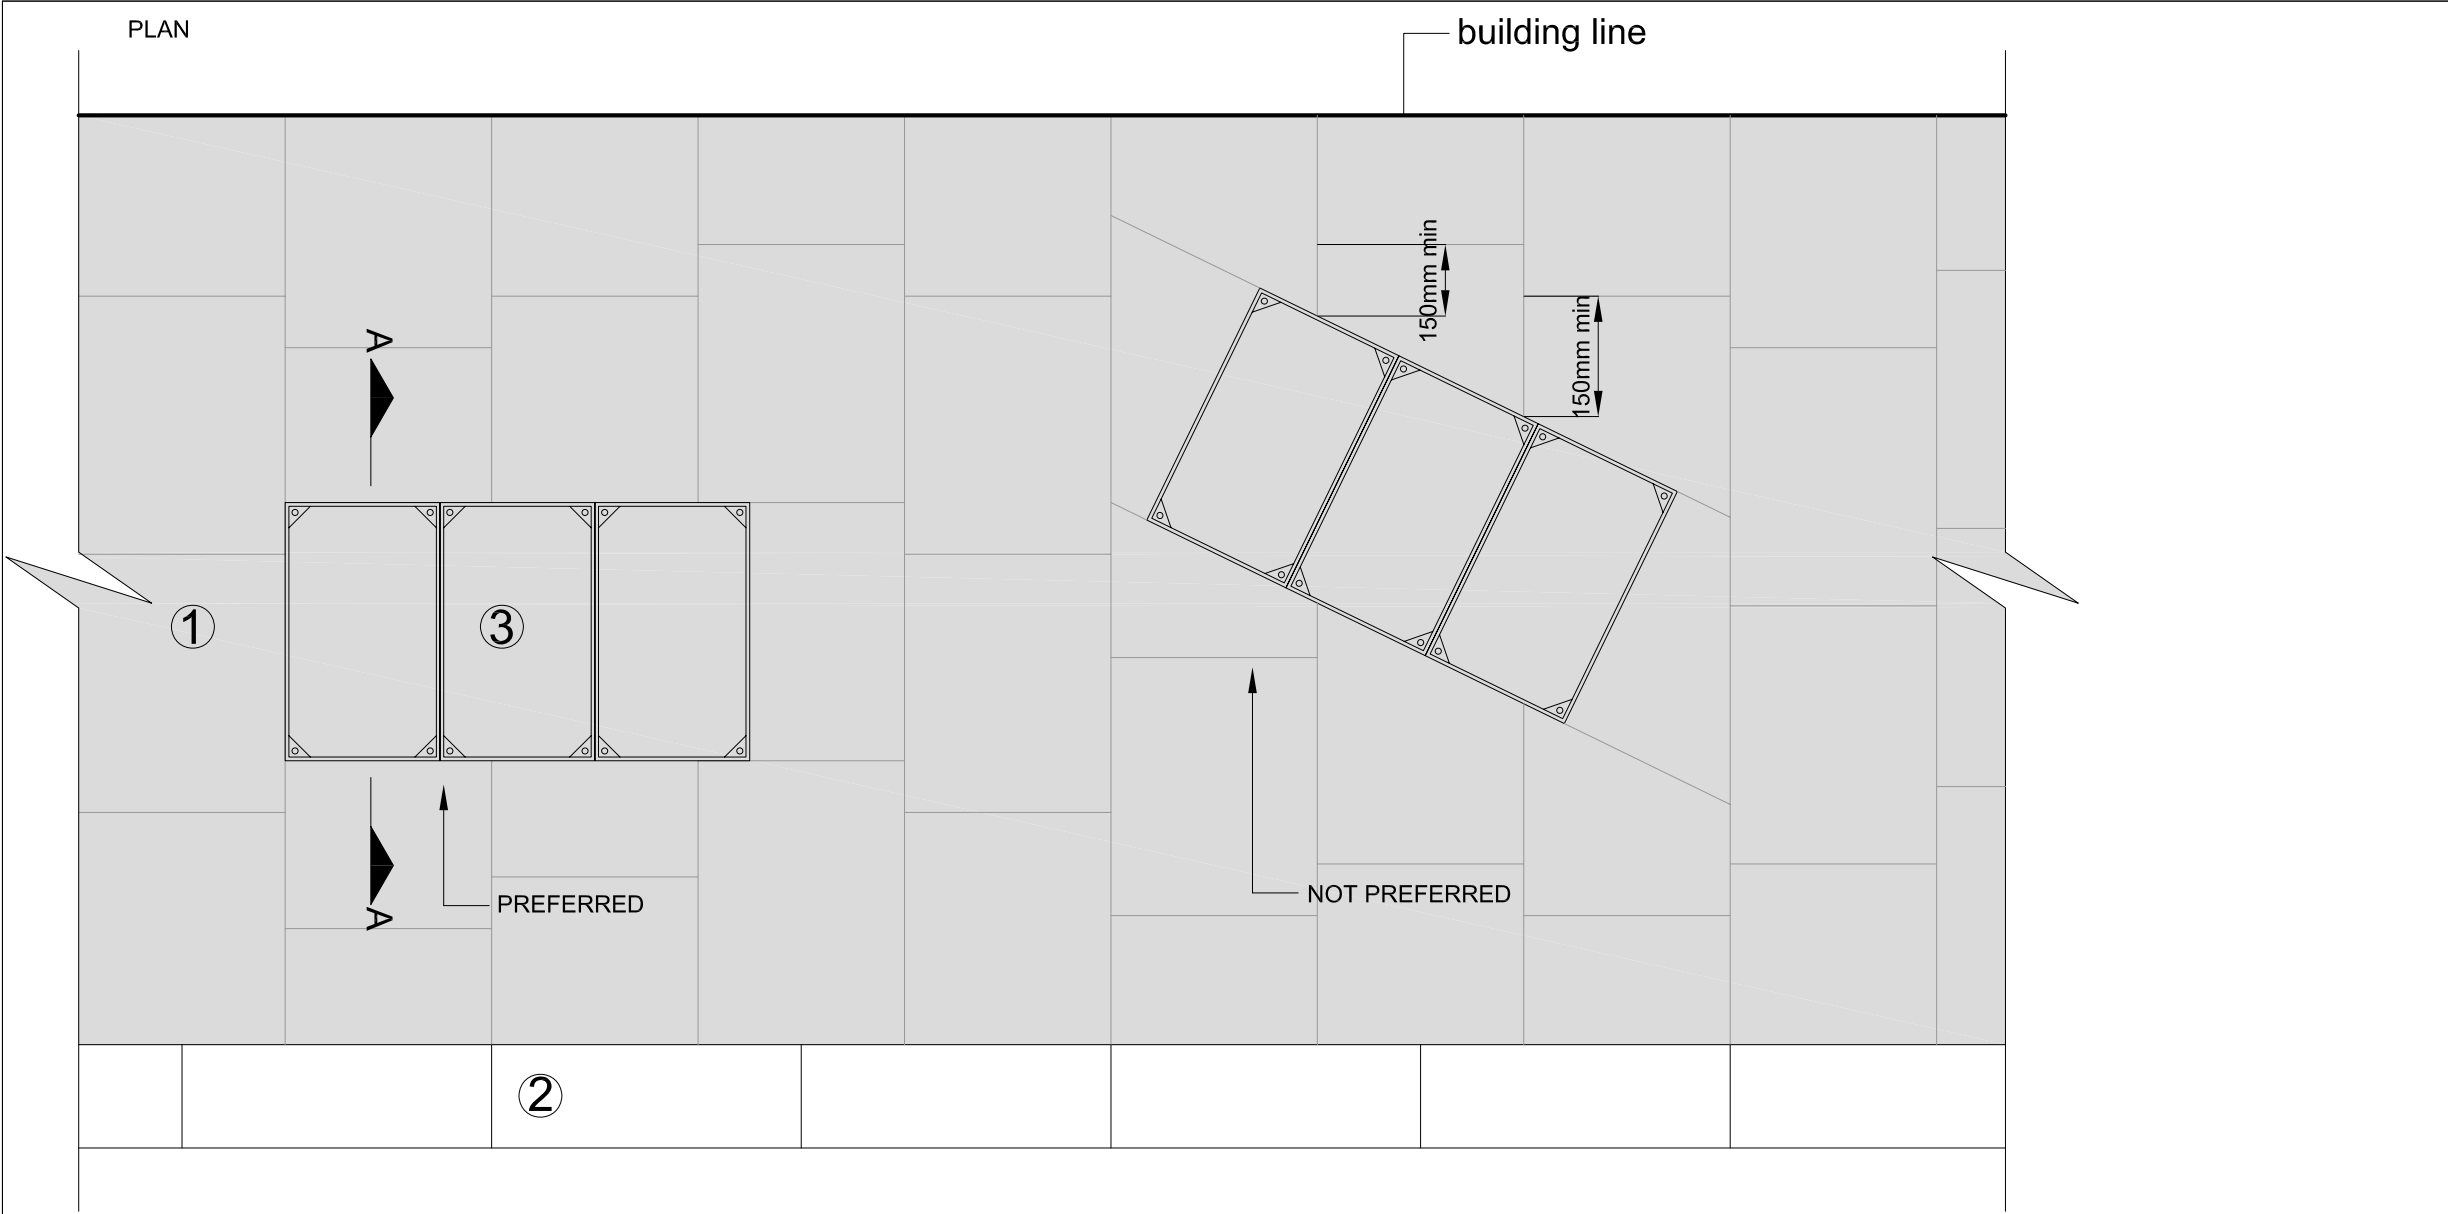 PLAN
building line
150mm min
150mm min
A
1
3
A
PREFERRED
NOT PREFERRED
2